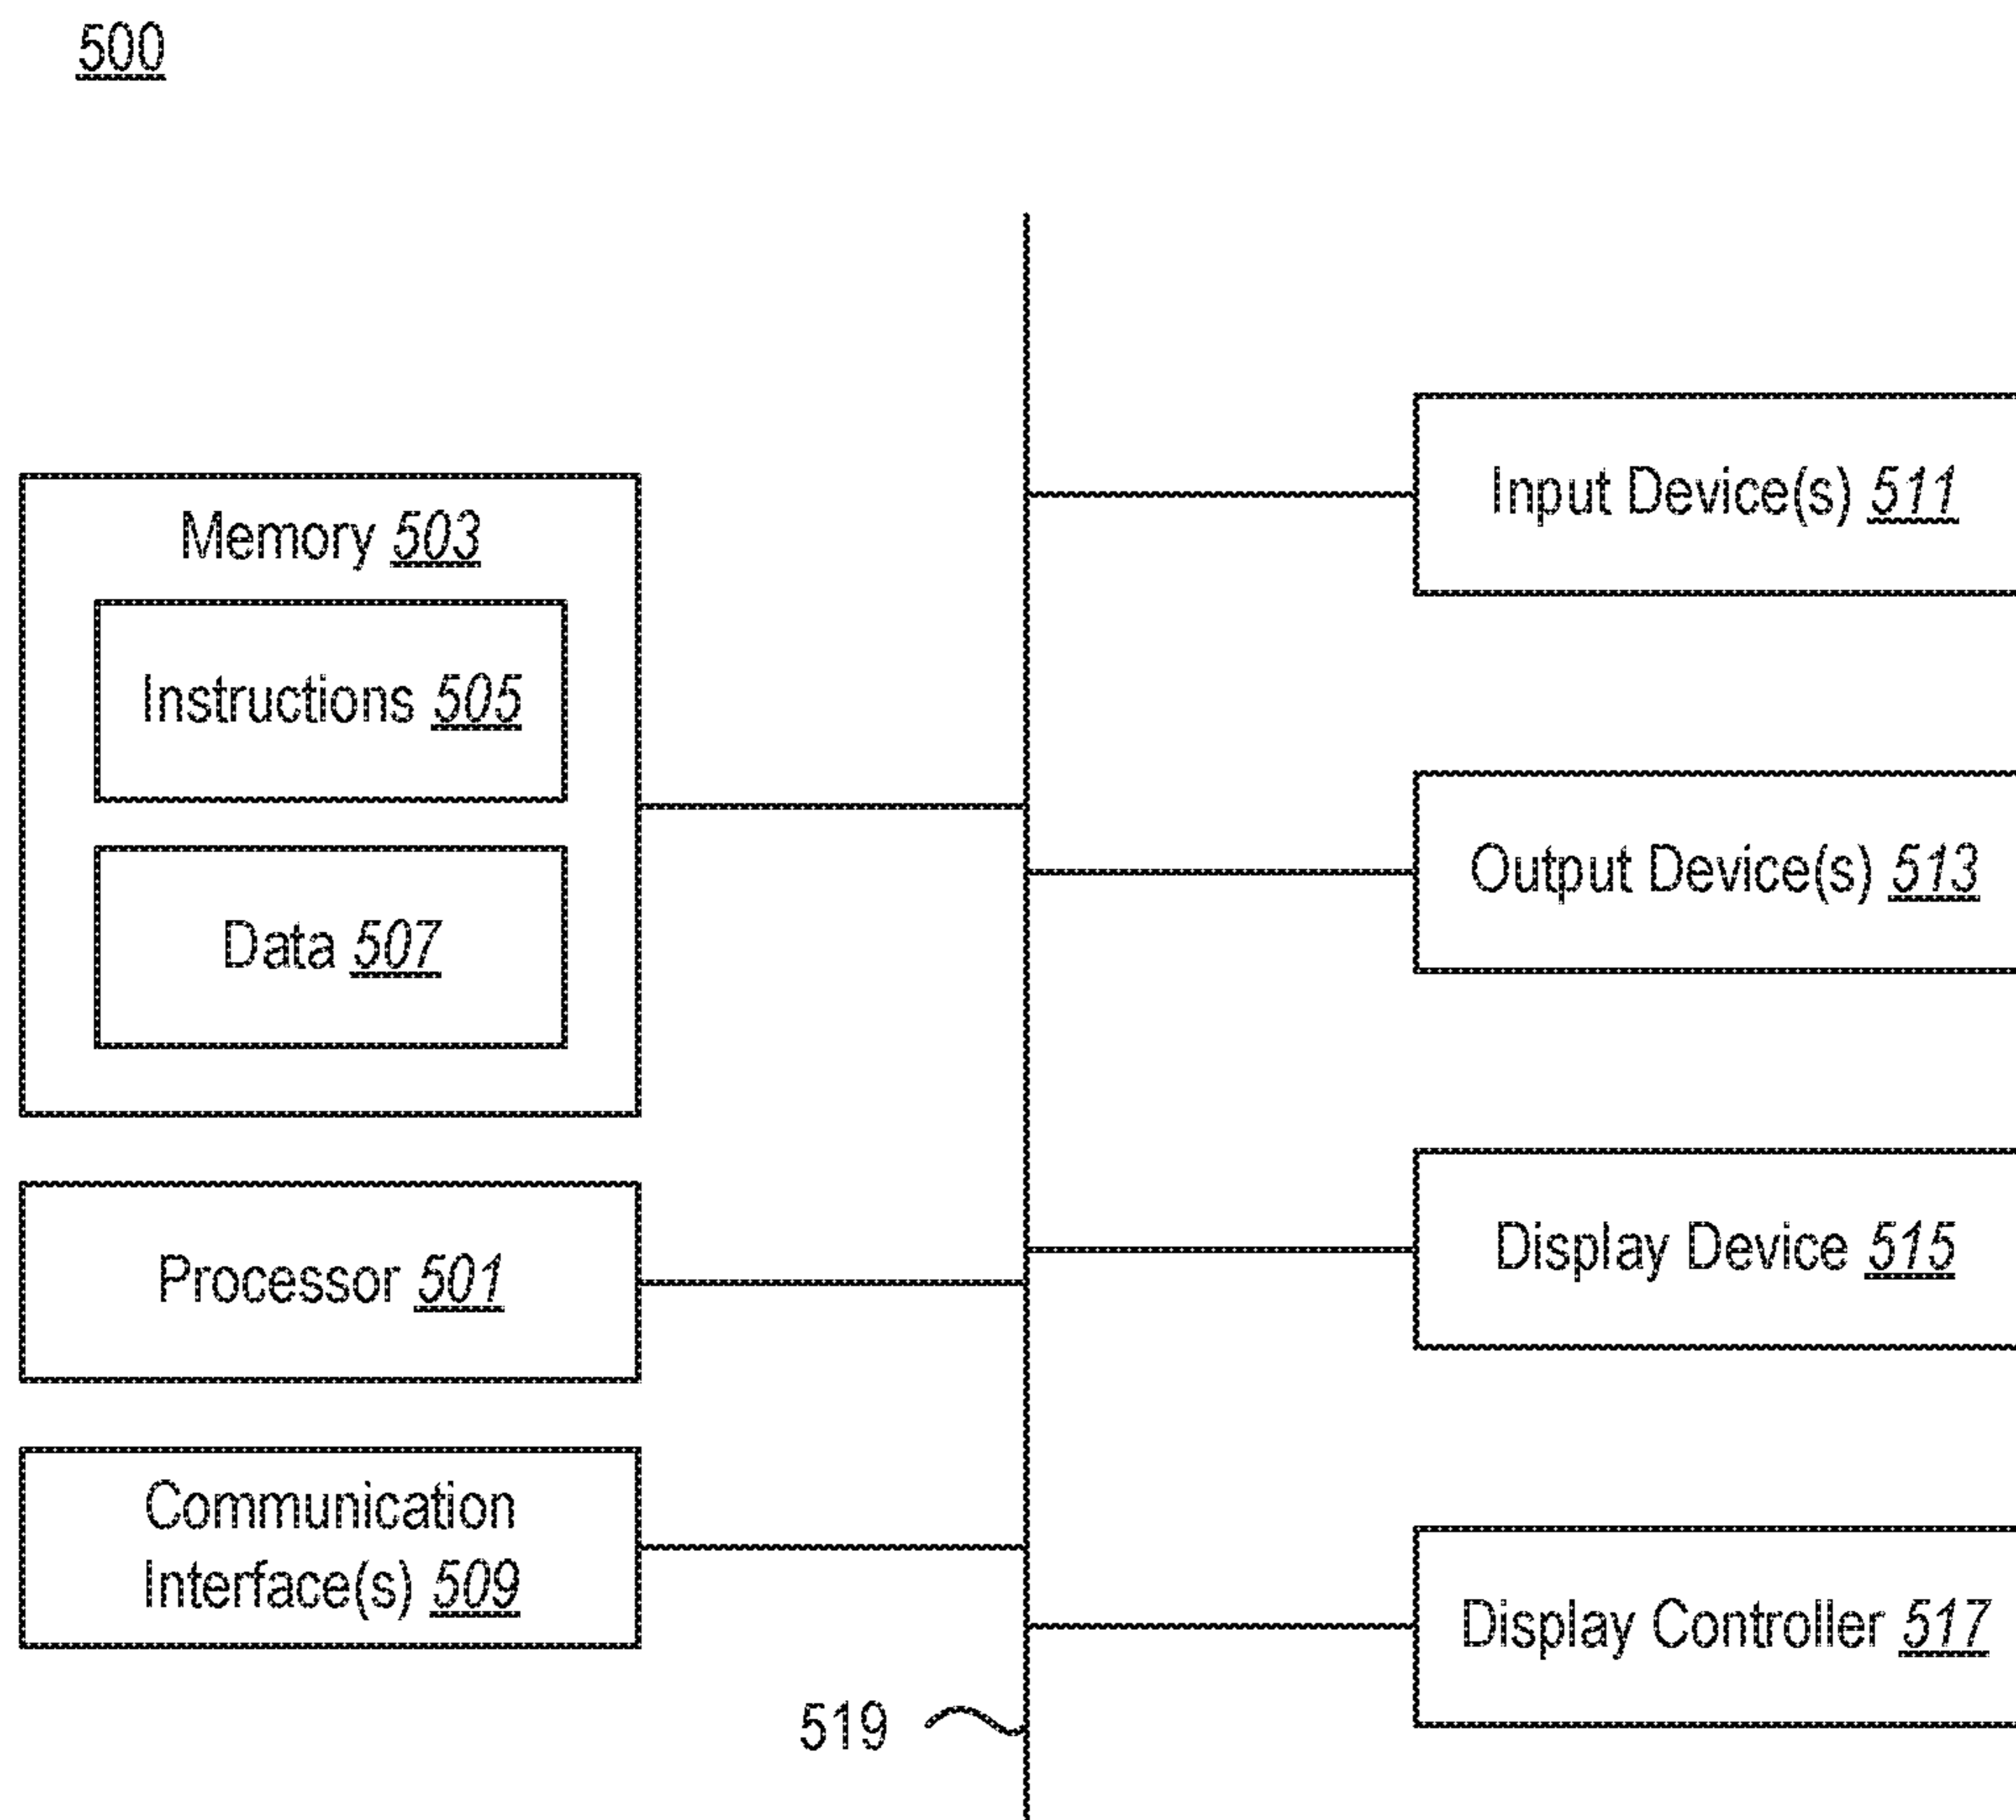 500
Memory 503
Instructions 505
Data 507
Processor 501
Communication
Interface(s) 509
Input Device(s) 511
Output Device(s) 513
Display Device 515
Display Controller 517
519